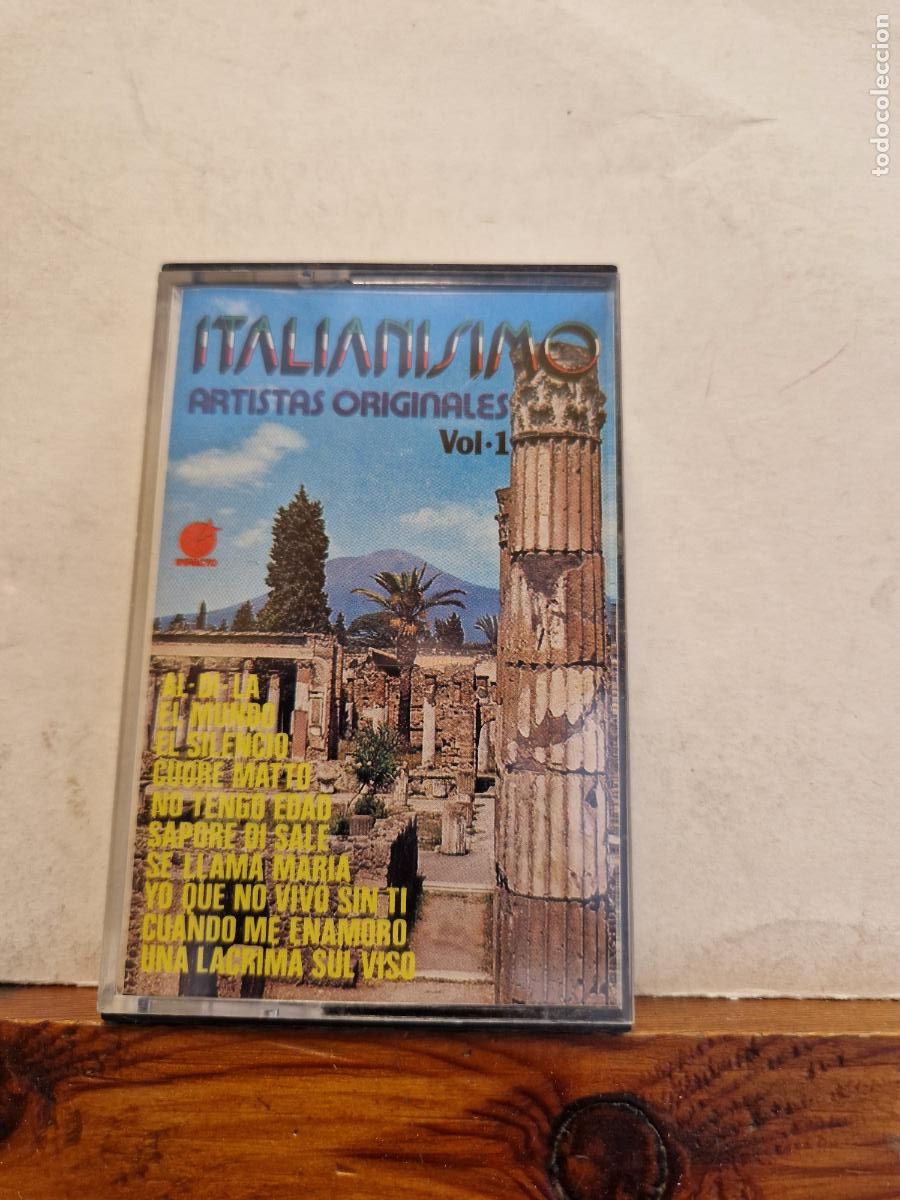 todocoleccion
ITALIANISIMO
ARTISTAS ORIGINALES
Vol·1
IMPACTO
AL·DI·LA
EL MUNDO
EL SILENCIO
CUORE MATTO
NO TENGO EDAD
SAPORE DI SALE
SE LLAMA MARIA
YO QUE NO VIVO SIN TI
CUANDO ME ENAMORO
UNA LACRIMA SUL VISO